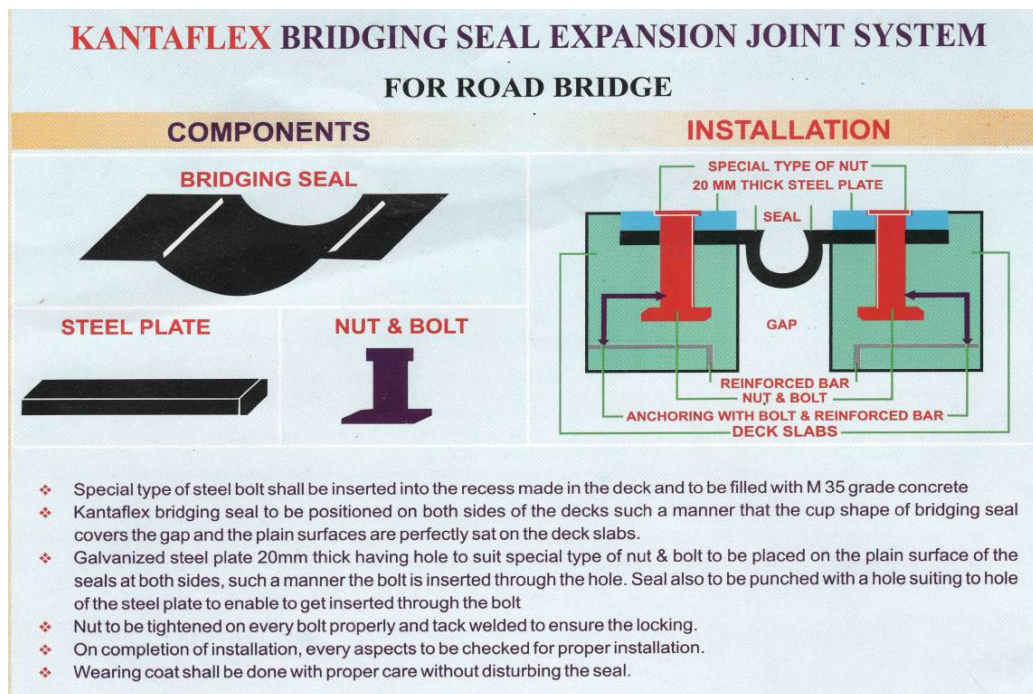 KANTAFLEX BRIDGING SEAL EXPANSION JOINT SYSTEM
FOR ROAD BRIDGE
COMPONENTS
BRIDGING SEAL
STEEL PLATE
NUT & BOLT
INSTALLATION
SPECIAL TYPE OF NUT
20 MM THICK STEEL PLATE
SEAL
GAP
REINFORCED BAR
NUT & BOLT
ANCHORING WITH BOLT & REINFORCED BAR
DECK SLABS
❖ Special type of steel bolt shall be inserted into the recess made in the deck and to be filled with M 35 grade concrete
❖ Kantaflex bridging seal to be positioned on both sides of the decks such a manner that the cup shape of bridging seal
covers the gap and the plain surfaces are perfectly sat on the deck slabs.
❖ Galvanized steel plate 20mm thick having hole to suit special type of nut & bolt to be placed on the plain surface of the
seals at both sides, such a manner the bolt is inserted through the hole. Seal also to be punched with a hole suiting to hole
of the steel plate to enable to get inserted through the bolt
❖ Nut to be tightened on every bolt properly and tack welded to ensure the locking.
❖ On completion of installation, every aspects to be checked for proper installation.
❖ Wearing coat shall be done with proper care without disturbing the seal.